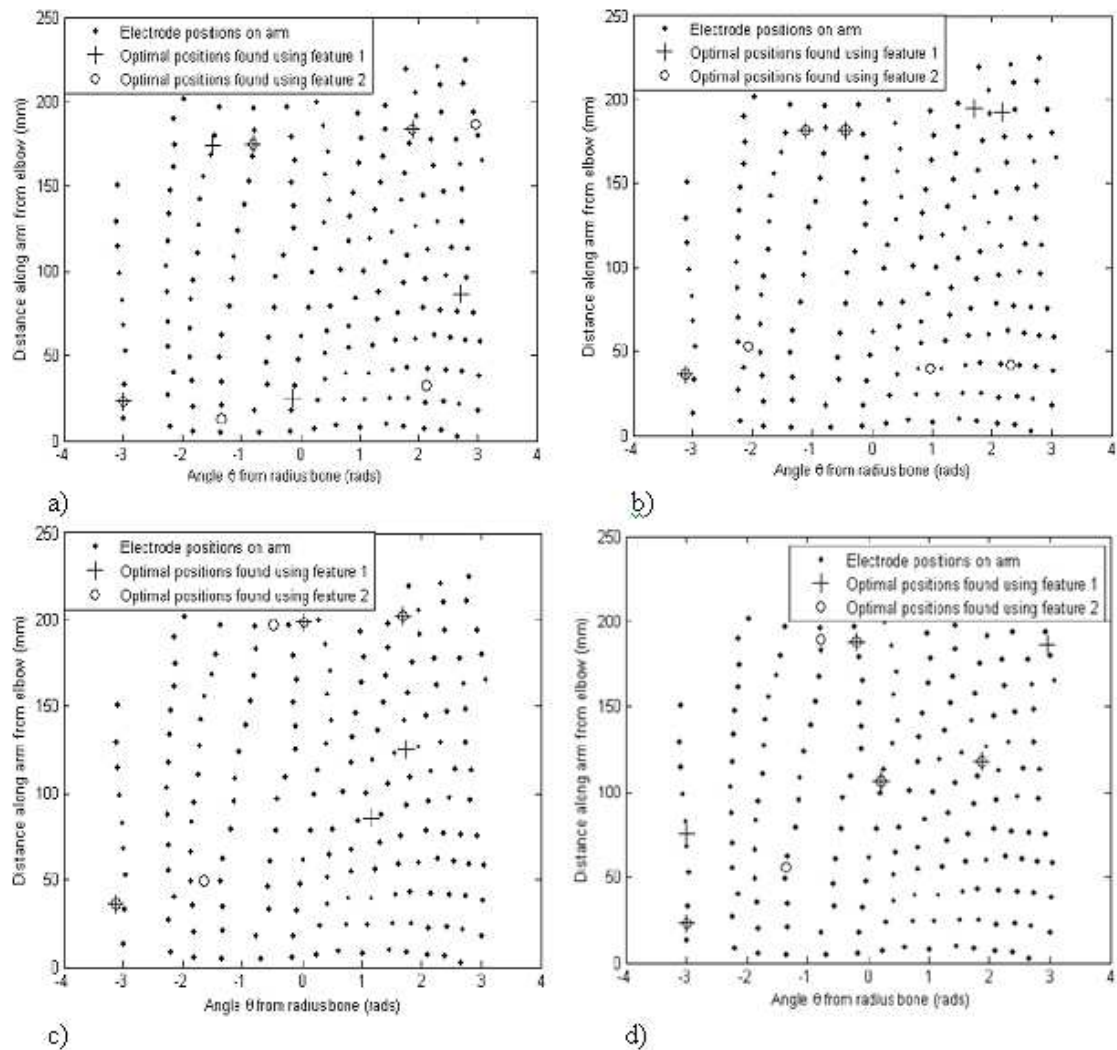 250
200
150
100
50
0
-4 -3 -2 -1 0 1 2 3 4
Distance along arm from elbow (mm)
Angle θ from radius bone (rads)
Electrode positions on arm
Optimal positions found using feature 1
Optimal positions found using feature 2
a)
250
200
150
100
50
0
-4 -3 -2 -1 0 1 2 3 4
Distance along arm from elbow (mm)
Angle θ from radius bone (rads)
Electrode positions on arm
Optimal positions found using feature 1
Optimal positions found using feature 2
b)
250
200
150
100
50
0
-4 -3 -2 -1 0 1 2 3 4
Distance along arm from elbow (mm)
Angle θ from radius bone (rads)
Electrode positions on arm
Optimal positions found using feature 1
Optimal positions found using feature 2
c)
250
200
150
100
50
0
-4 -3 -2 -1 0 1 2 3 4
Distance along arm from elbow (mm)
Angle θ from radius bone (rads)
Electrode positions on arm
Optimal positions found using feature 1
Optimal positions found using feature 2
d)